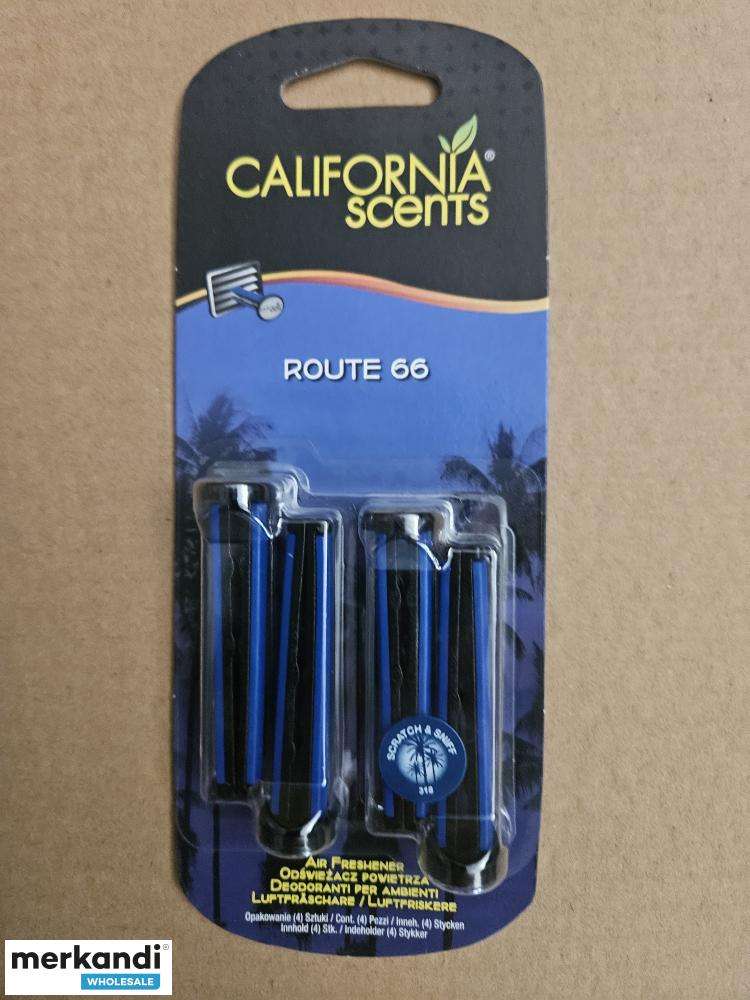 CALIFORNIA®
SCENTS
ROUTE 66
SCRATCH & SNIFF
318
AIR FRESHENER
ODŚWIEŻACZ POWIETRZA
DEODORANTI PER AMBIENTI
LUFTFRÄSCHARE / LUFTFRISKERE
Opakowanie (4) Sztuki / Cont. (4) Pezzi / Inneh. (4) Stycken
Innhold (4) Stk. / Indeholder (4) Stykker
merkandi®
WHOLESALE